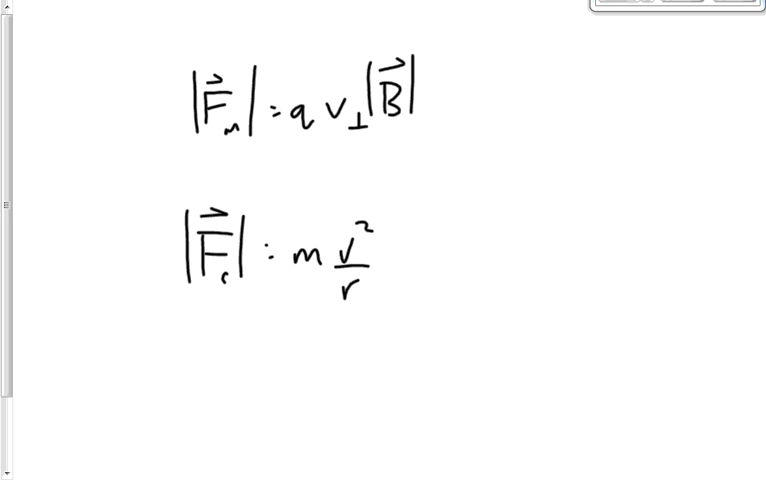 |F⃗ₘ| = q v⊥ |B⃗|
|F⃗c| = m v²/r